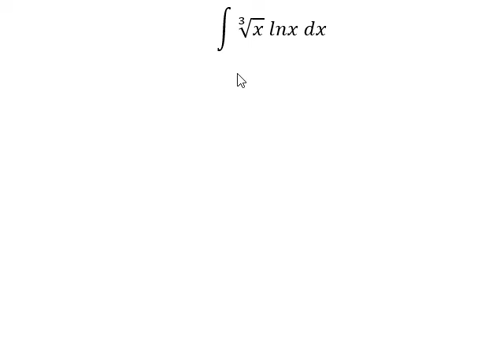 ∫ ∛x lnx dx